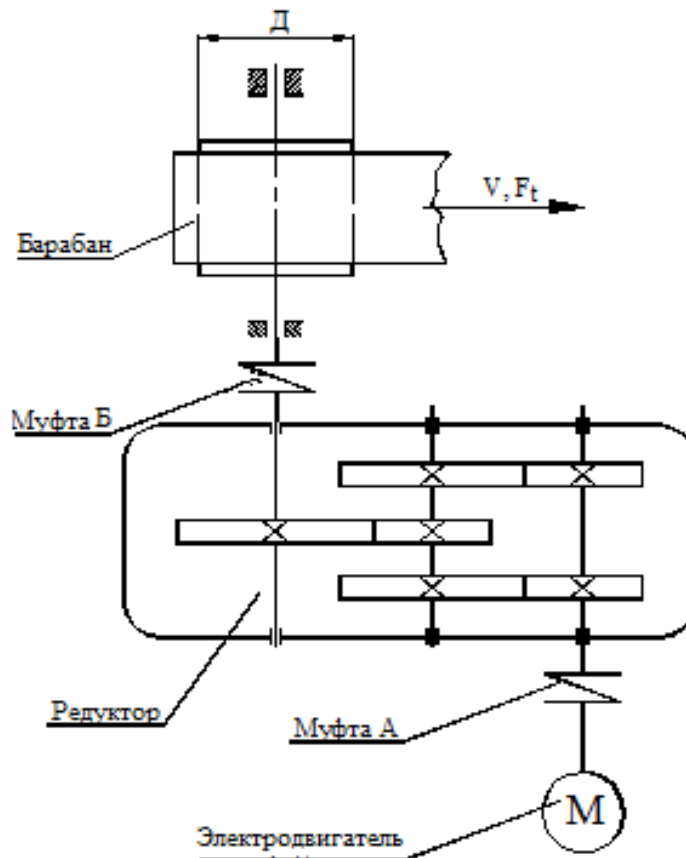 Д
V, Ft
Барабан
Муфта Б
Редуктор
Муфта А
М
Электродвигатель